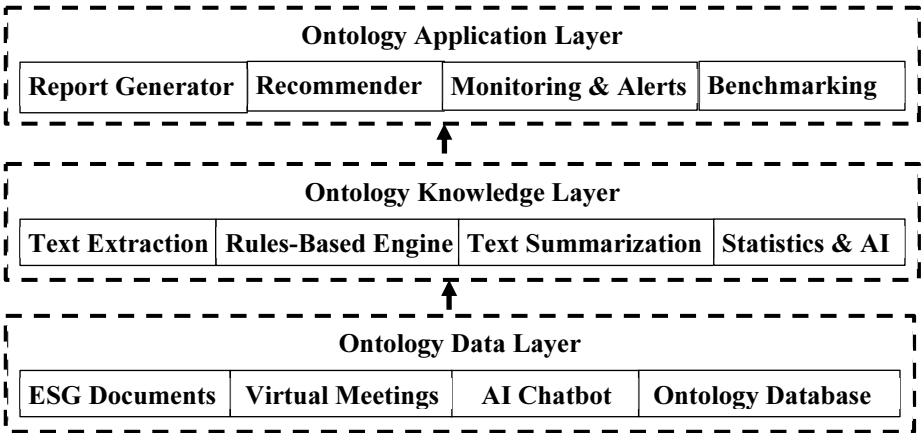 Ontology Application Layer
Report Generator Recommender Monitoring & Alerts Benchmarking
Ontology Knowledge Layer
Text Extraction Rules-Based Engine Text Summarization Statistics & AI
Ontology Data Layer
ESG Documents Virtual Meetings AI Chatbot Ontology Database